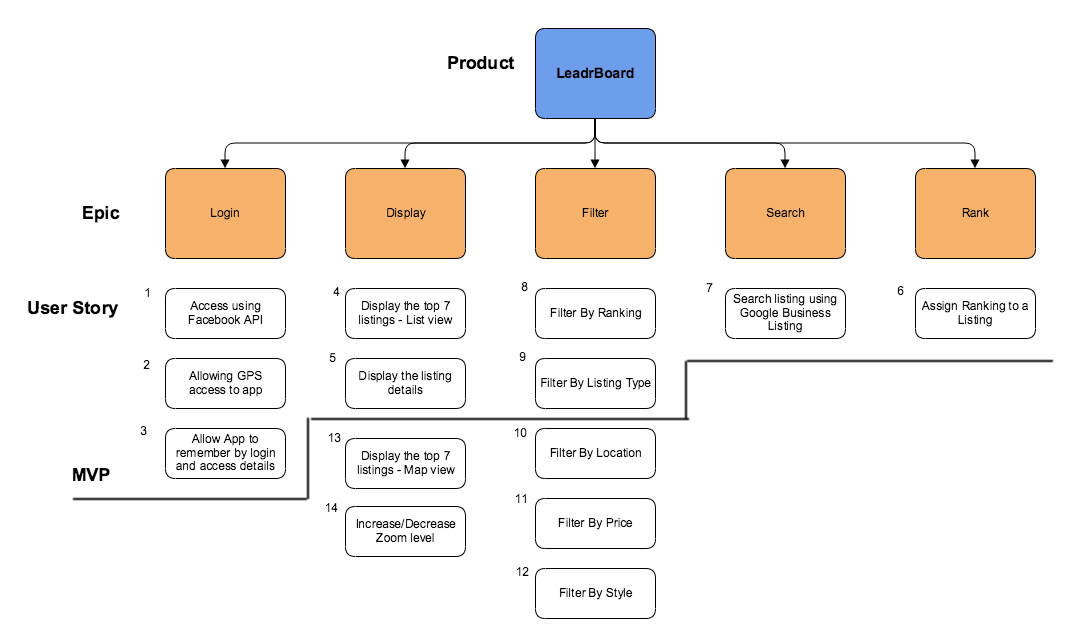 Product
LeadrBoard
Epic
Login
Display
Filter
Search
Rank
User Story
1
Access using
Facebook API
4
Display the top 7
listings - List view
8
Filter By Ranking
7
Search listing using
Google Business
Listing
6
Assign Ranking to a
Listing
2
Allowing GPS
access to app
5
Display the listing
details
9
Filter By Listing Type
3
Allow App to
remember by login
and access details
MVP
13
Display the top 7
listings - Map view
10
Filter By Location
14
Increase/Decrease
Zoom level
11
Filter By Price
12
Filter By Style